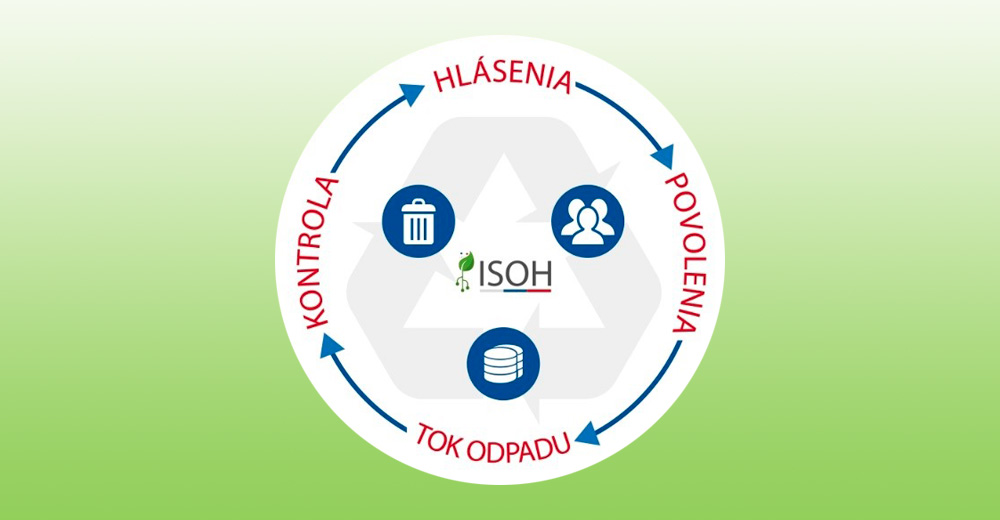 HLÁSENIA
POVOLENIA
TOK ODPADU
KONTROLA
ISOH